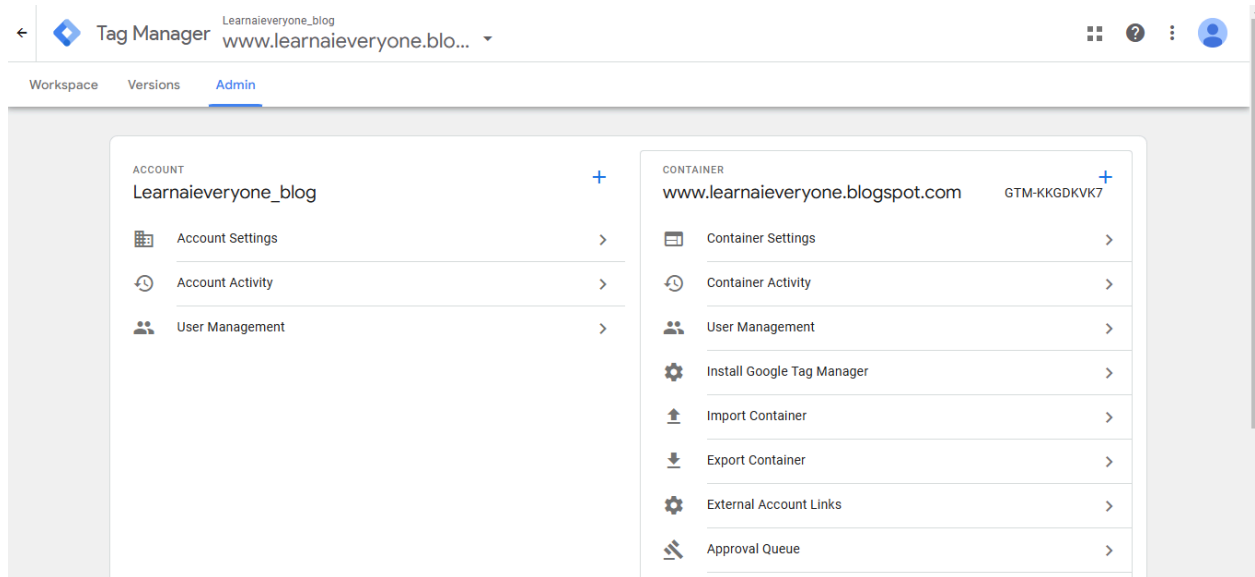 Learnaieveryone_blog
Tag Manager
www.learnaieveryone.blo...
Workspace
Versions
Admin
ACCOUNT
Learnaieveryone_blog
Account Settings
Account Activity
User Management
CONTAINER
www.learnaieveryone.blogspot.com
GTM-KKGDKVK7
Container Settings
Container Activity
User Management
Install Google Tag Manager
Import Container
Export Container
External Account Links
Approval Queue